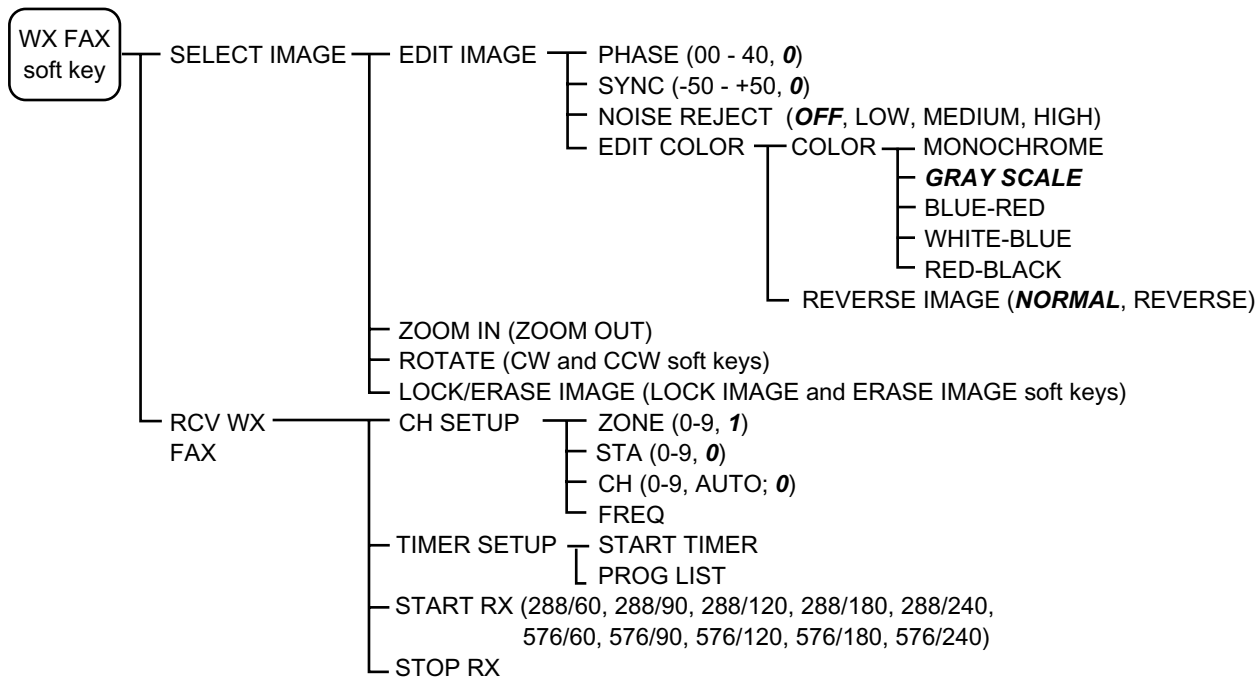 WX FAX
soft key
SELECT IMAGE
EDIT IMAGE
PHASE (00 - 40, 0)
SYNC (-50 - +50, 0)
NOISE REJECT (OFF, LOW, MEDIUM, HIGH)
EDIT COLOR
COLOR
MONOCHROME
GRAY SCALE
BLUE-RED
WHITE-BLUE
RED-BLACK
REVERSE IMAGE (NORMAL, REVERSE)
ZOOM IN (ZOOM OUT)
ROTATE (CW and CCW soft keys)
LOCK/ERASE IMAGE (LOCK IMAGE and ERASE IMAGE soft keys)
RCV WX
FAX
CH SETUP
ZONE (0-9, 1)
STA (0-9, 0)
CH (0-9, AUTO; 0)
FREQ
TIMER SETUP
START TIMER
PROG LIST
START RX (288/60, 288/90, 288/120, 288/180, 288/240,
576/60, 576/90, 576/120, 576/180, 576/240)
STOP RX